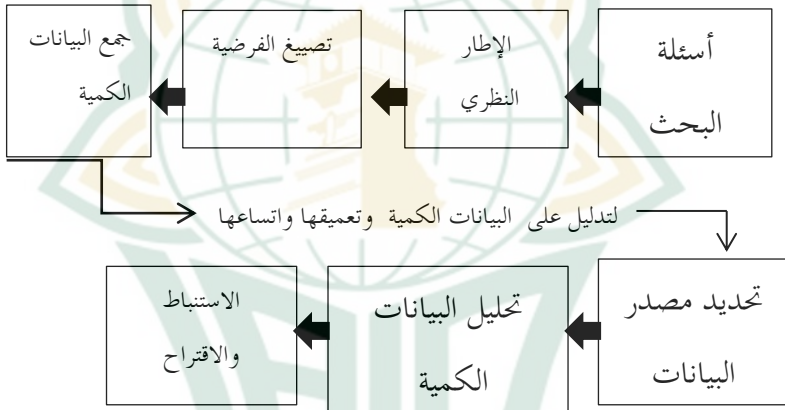 أسئلة
البحث
الإطار
النظري
تصييغ الفرضية
جمع البيانات
الكمية
لتدليل على البيانات الكمية وتعميقها واتساعها
تحديد مصدر
البيانات
تحليل البيانات
الكمية
الاستنباط
والاقتراح